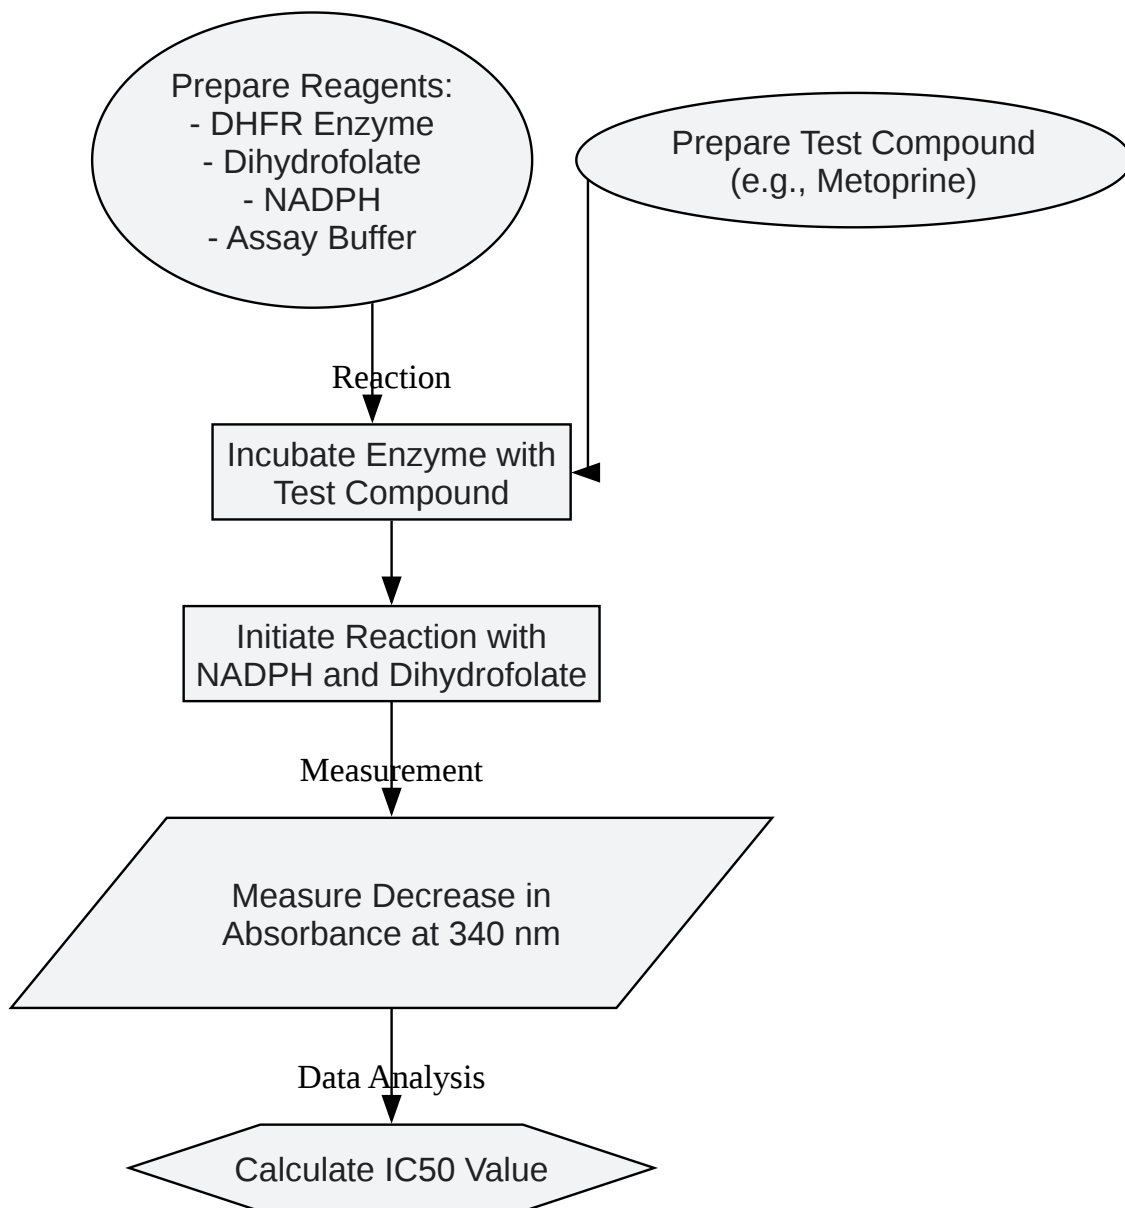 Prepare Reagents:
- DHFR Enzyme
- Dihydrofolate
- NADPH
- Assay Buffer
Prepare Test Compound
(e.g., Metoprine)
Reaction
Incubate Enzyme with
Test Compound
Initiate Reaction with
NADPH and Dihydrofolate
Measurement
Measure Decrease in
Absorbance at 340 nm
Data Analysis
Calculate IC50 Value